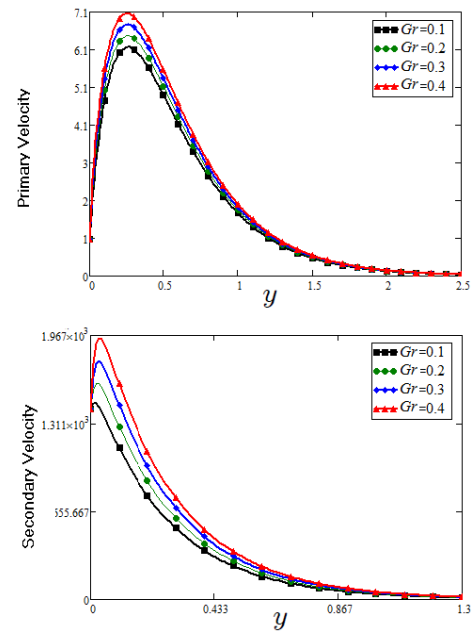 7.1
Gr=0.1
6.1
Gr=0.2
Gr=0.3
5.1
Gr=0.4
4.1
Primary Velocity
3
2
1
0
0 0.5 1 1.5 2 2.5
y
1.967×10³
Gr=0.1
Gr=0.2
Gr=0.3
1.311×10³
Gr=0.4
Secondary Velocity
555.667
0
0 0.433 0.867 1.3
y